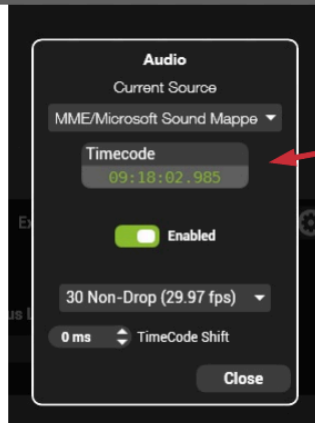 Audio
Current Source
MME/Microsoft Sound Mappe
Timecode
09:18:02.985
Enabled
30 Non-Drop (29.97 fps)
0 ms TimeCode Shift
Close